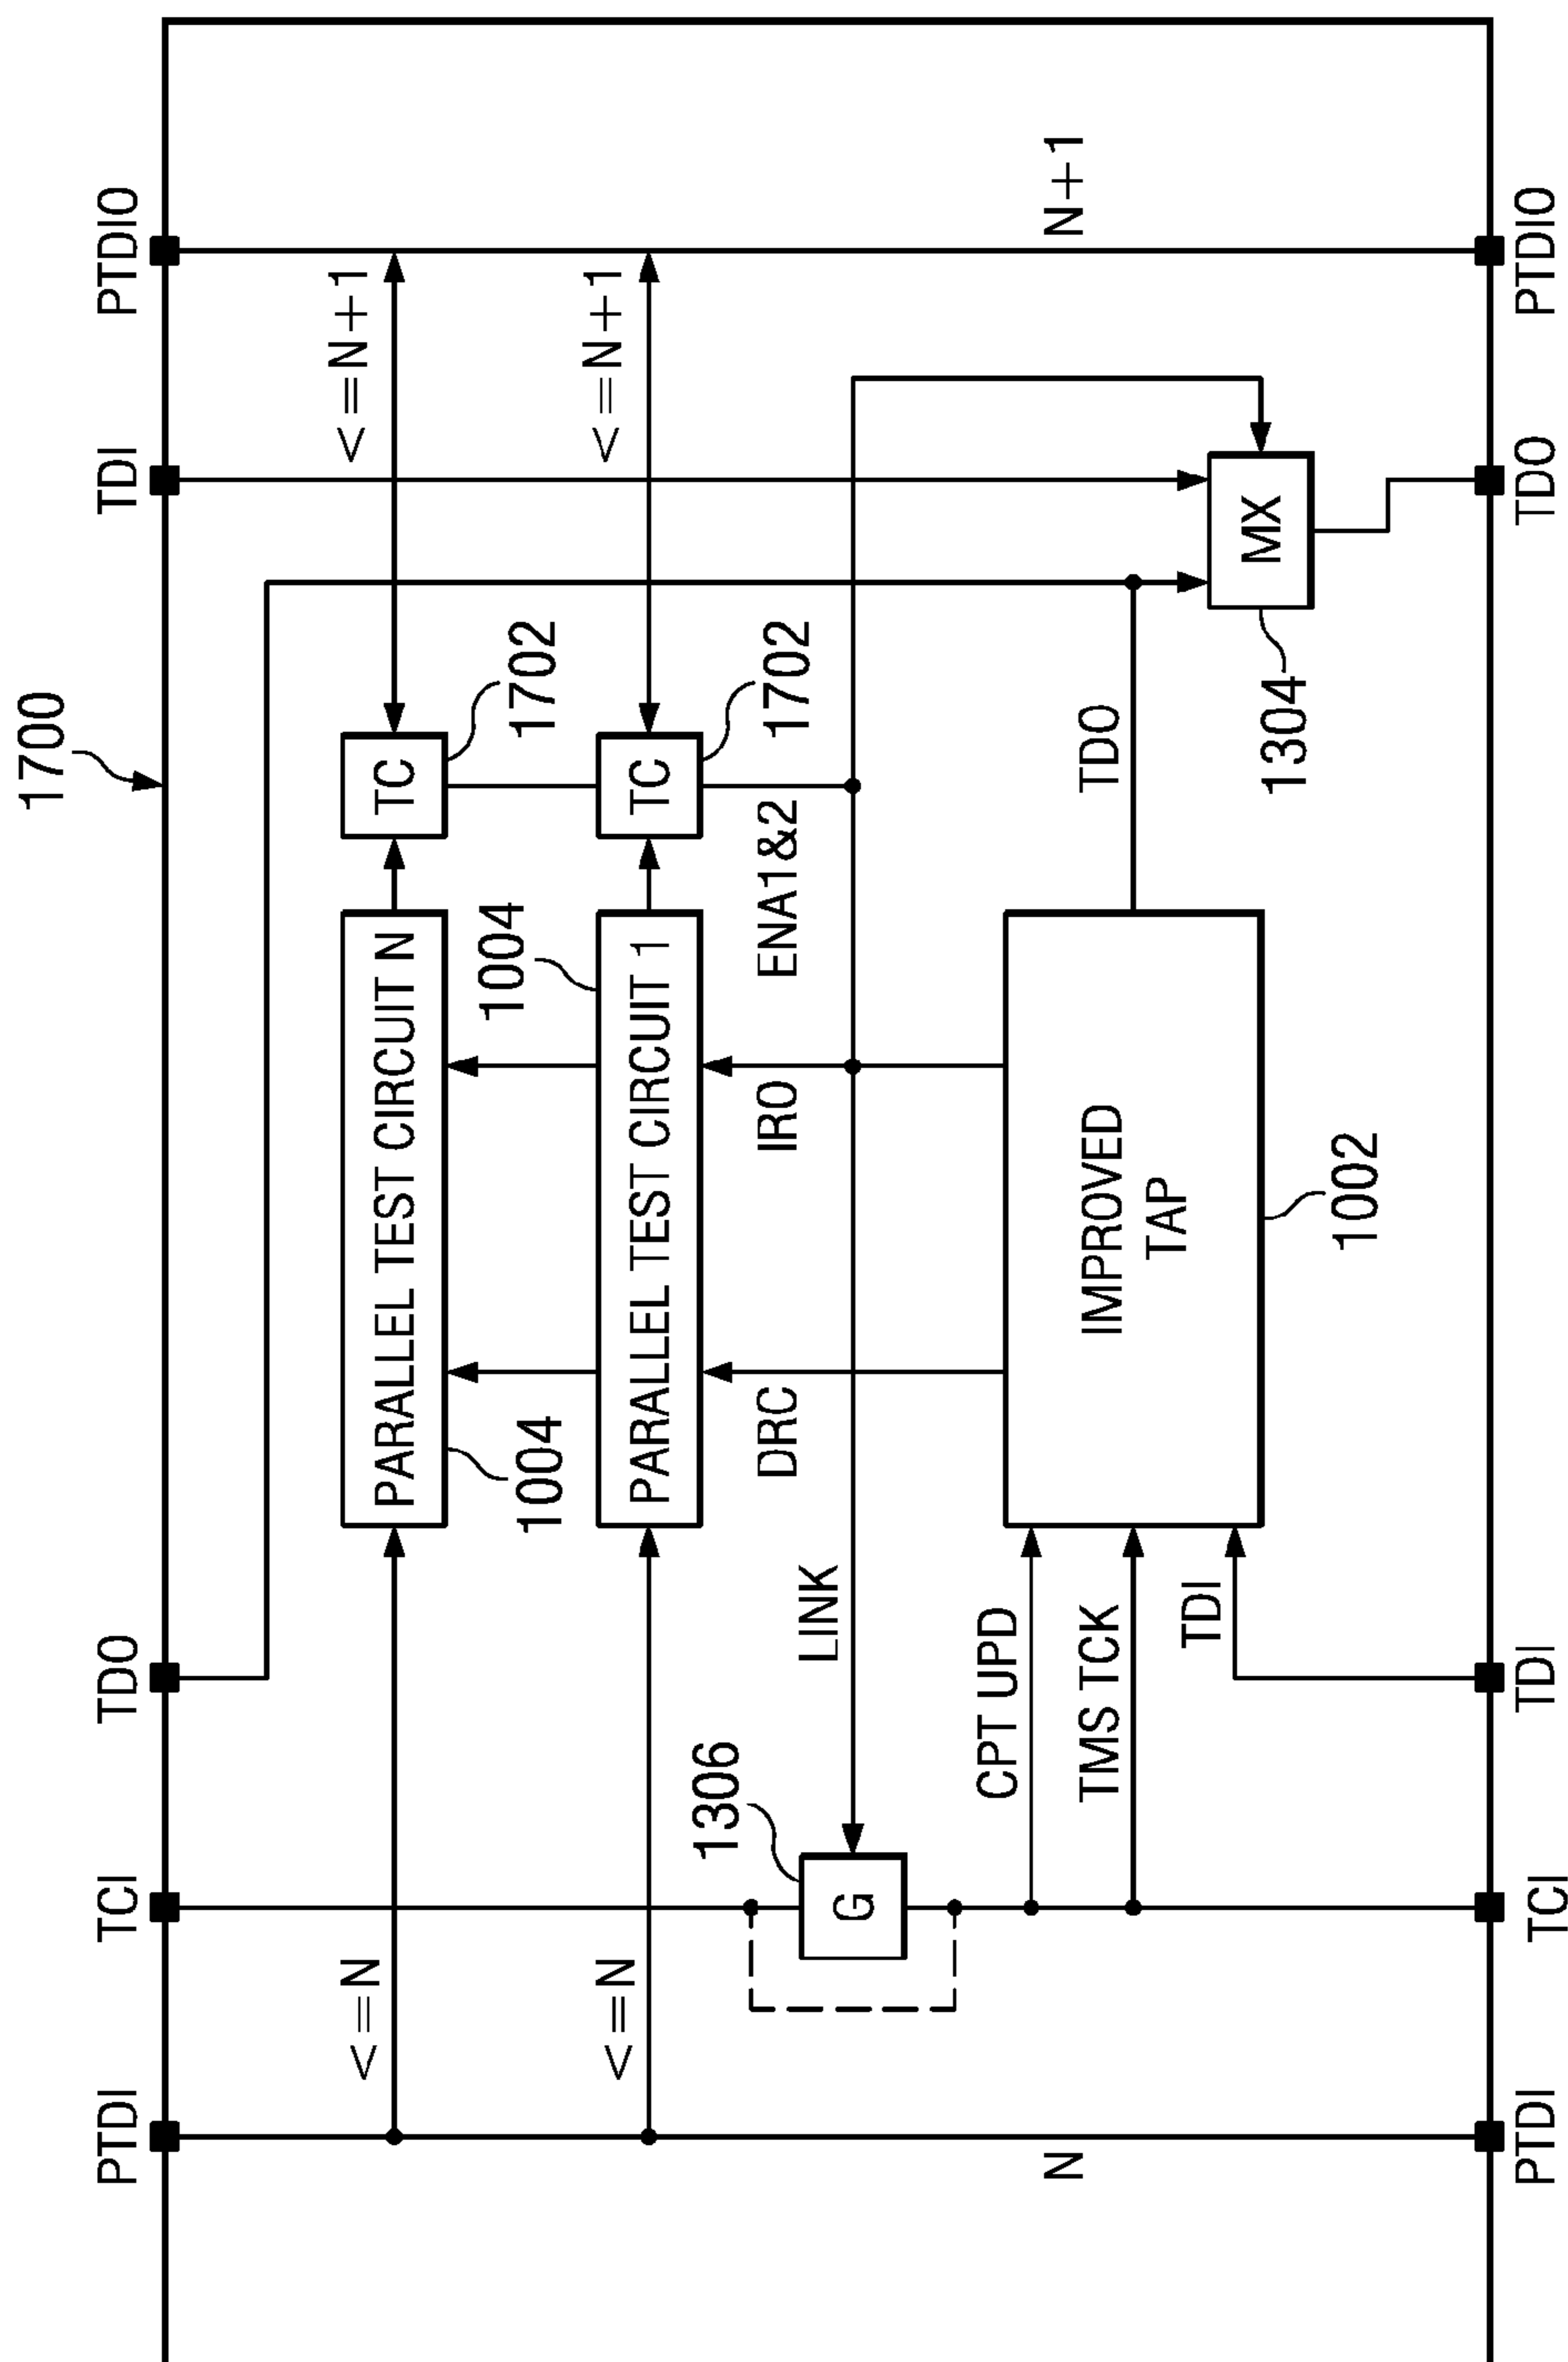 1700
PTDI
TCI
TDO
TDI
PTDIO
<=N
PARALLEL TEST CIRCUIT N
TC
<=N+1
1004
1004
1702
<=N
PARALLEL TEST CIRCUIT 1
TC
<=N+1
1306
DRC
IRO
ENA1&2
1702
LINK
G
CPT UPD
N
N+1
TMS TCK
IMPROVED
TAP
TDO
TDI
MX
1304
1002
PTDI
TCI
TDI
TDO
PTDIO